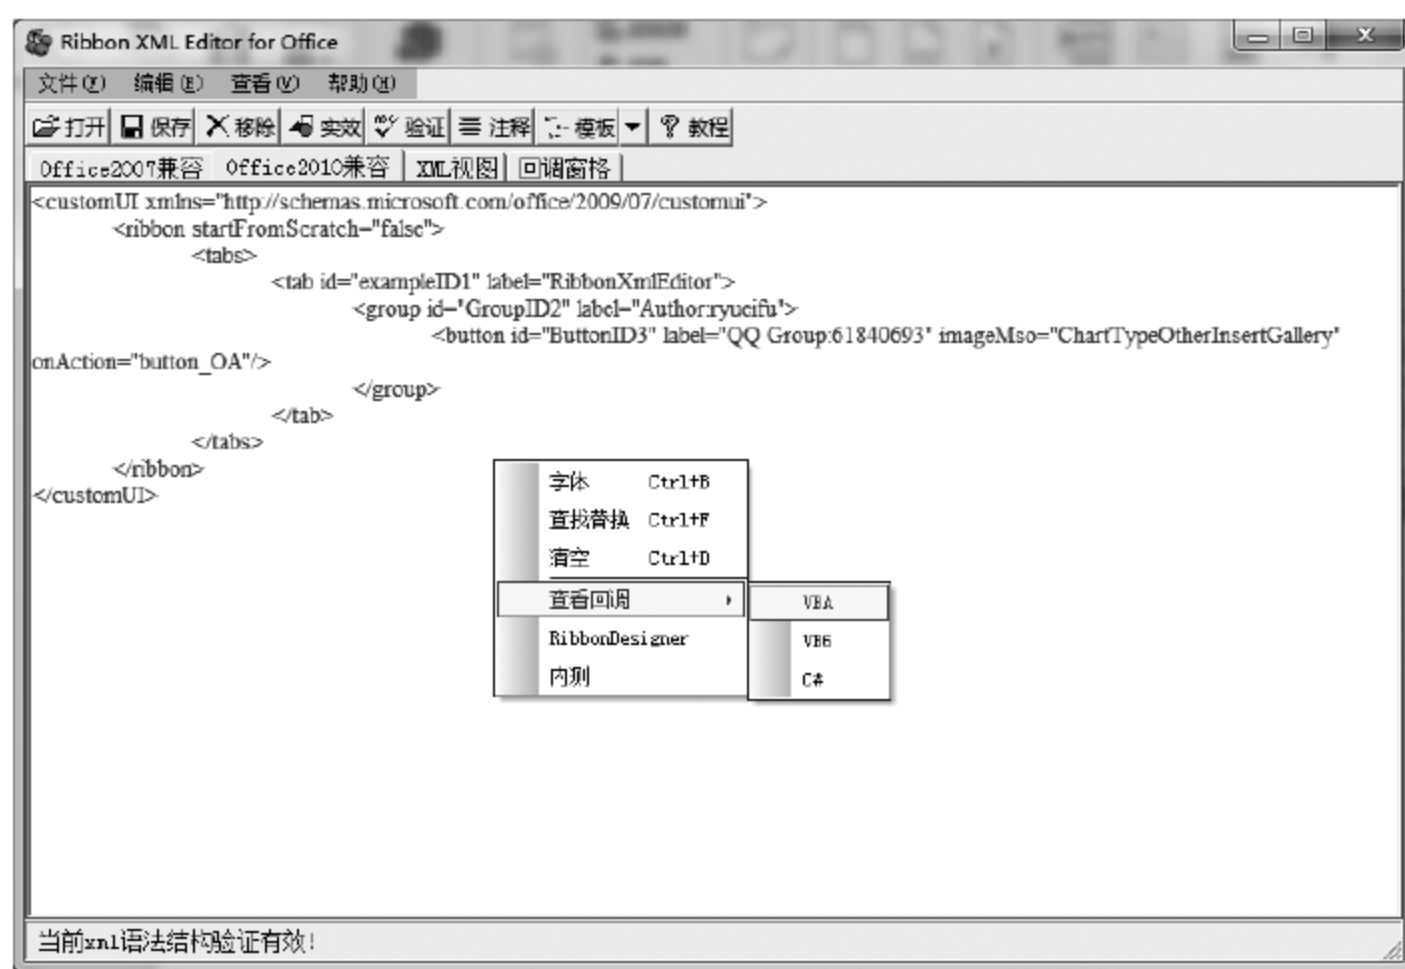 Ribbon XML Editor for Office
文件(F) 编辑(E) 查看(V) 帮助(H)
打开 保存 移除 实效 验证 注释 模板 教程
Office2007兼容 Office2010兼容 XML视图 回调窗格
<customUI xmlns="http://schemas.microsoft.com/office/2009/07/customui">
<ribbon startFromScratch="false">
<tabs>
<tab id="exampleID1" label="RibbonXmlEditor">
<group id="GroupID2" label="Author:ryueifu">
<button id="ButtonID3" label="QQ Group:61840693" imageMso="ChartTypeOtherInsertGallery"
onAction="button_OA"/>
</group>
</tab>
</tabs>
</ribbon>
</customUI>
字体 Ctrl+B
查找替换 Ctrl+F
清空 Ctrl+D
查看回调
RibbonDesigner
内测
VBA
VB6
C#
当前xml语法结构验证有效!